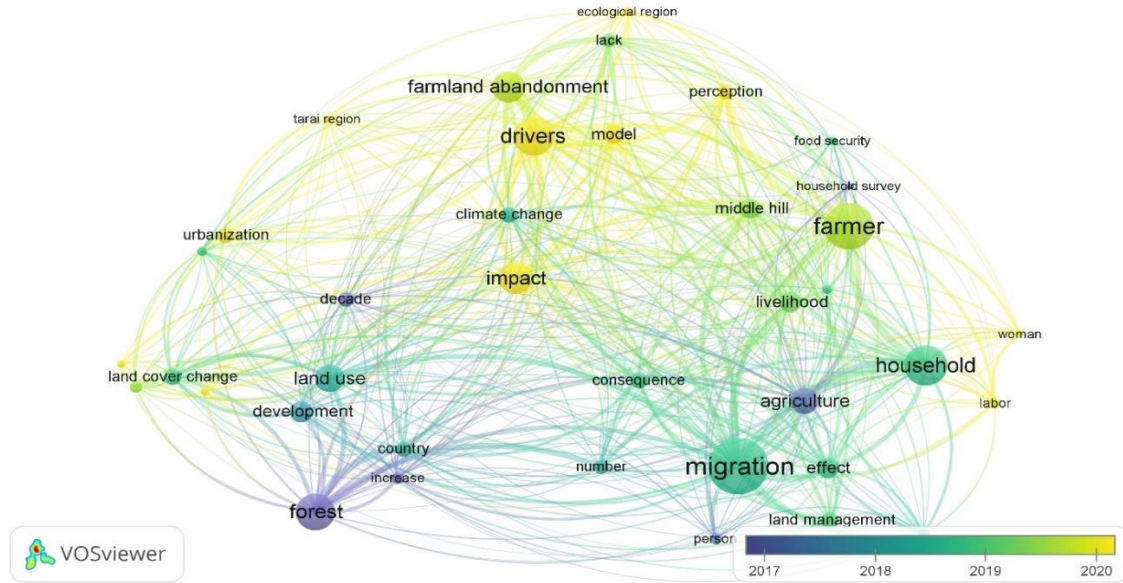 ecological region
lack
farmland abandonment
perception
tarai region
drivers
model
food security
household survey
climate change
middle hill
farmer
urbanization
impact
decade
livelihood
woman
land cover change
land use
consequence
household
development
agriculture
labor
country
number
migration
effect
increase
forest
land management
person
VOSviewer
2017
2018
2019
2020